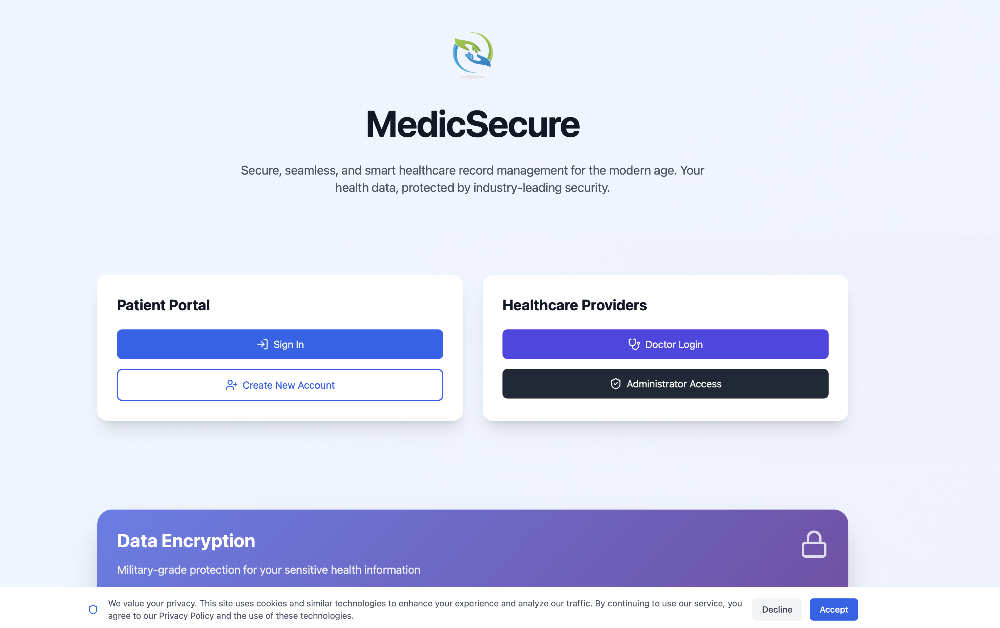 MedicSecure
Secure, seamless, and smart healthcare record management for the modern age. Your
health data, protected by industry-leading security.
Patient Portal
Sign In
Create New Account
Healthcare Providers
Doctor Login
Administrator Access
Data Encryption
Military-grade protection for your sensitive health information
We value your privacy. This site uses cookies and similar technologies to enhance your experience and analyze our traffic. By continuing to use our service, you
agree to our Privacy Policy and the use of these technologies.
Decline
Accept